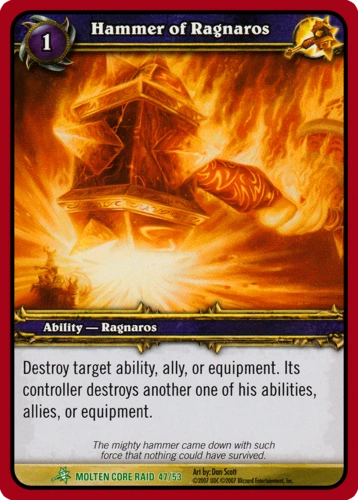 1
Hammer of Ragnaros
Ability — Ragnaros
Destroy target ability, ally, or equipment. Its
controller destroys another one of his abilities,
allies, or equipment.
The mighty hammer came down with such
force that nothing could have survived.
MOLTEN CORE RAID 47/53
Art by: Dan Scott
©2007 UDC ©2007 Blizzard Entertainment, Inc.